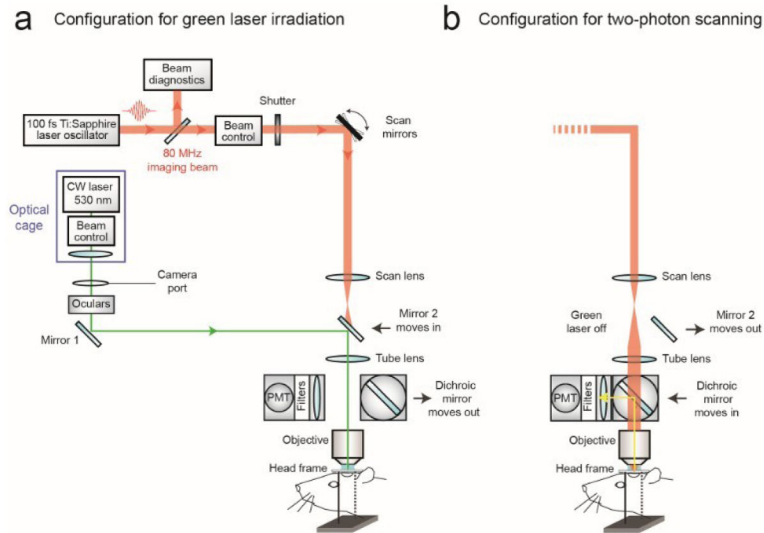 a Configuration for green laser irradiation
Beam
diagnostics
Shutter
100 fs Ti:Sapphire
laser oscillator
Beam
control
Scan
mirrors
80 MHz
imaging beam
CW laser
530 nm
Optical
cage
Beam
control
Camera
port
Scan lens
Oculars
Mirror 2
moves in
Mirror 1
Tube lens
PMT
Filters
Dichroic
mirror
moves out
Objective
Head frame
b Configuration for two-photon scanning
Scan lens
Green
laser off
Mirror 2
moves out
Tube lens
PMT
Filters
Dichroic
mirror
moves in
Objective
Head frame